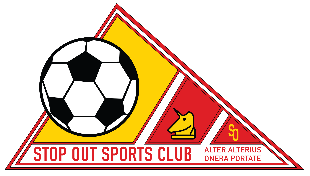 SO
STOP OUT SPORTS CLUB
ALTER ALTERIUS
ONERA PORTATE